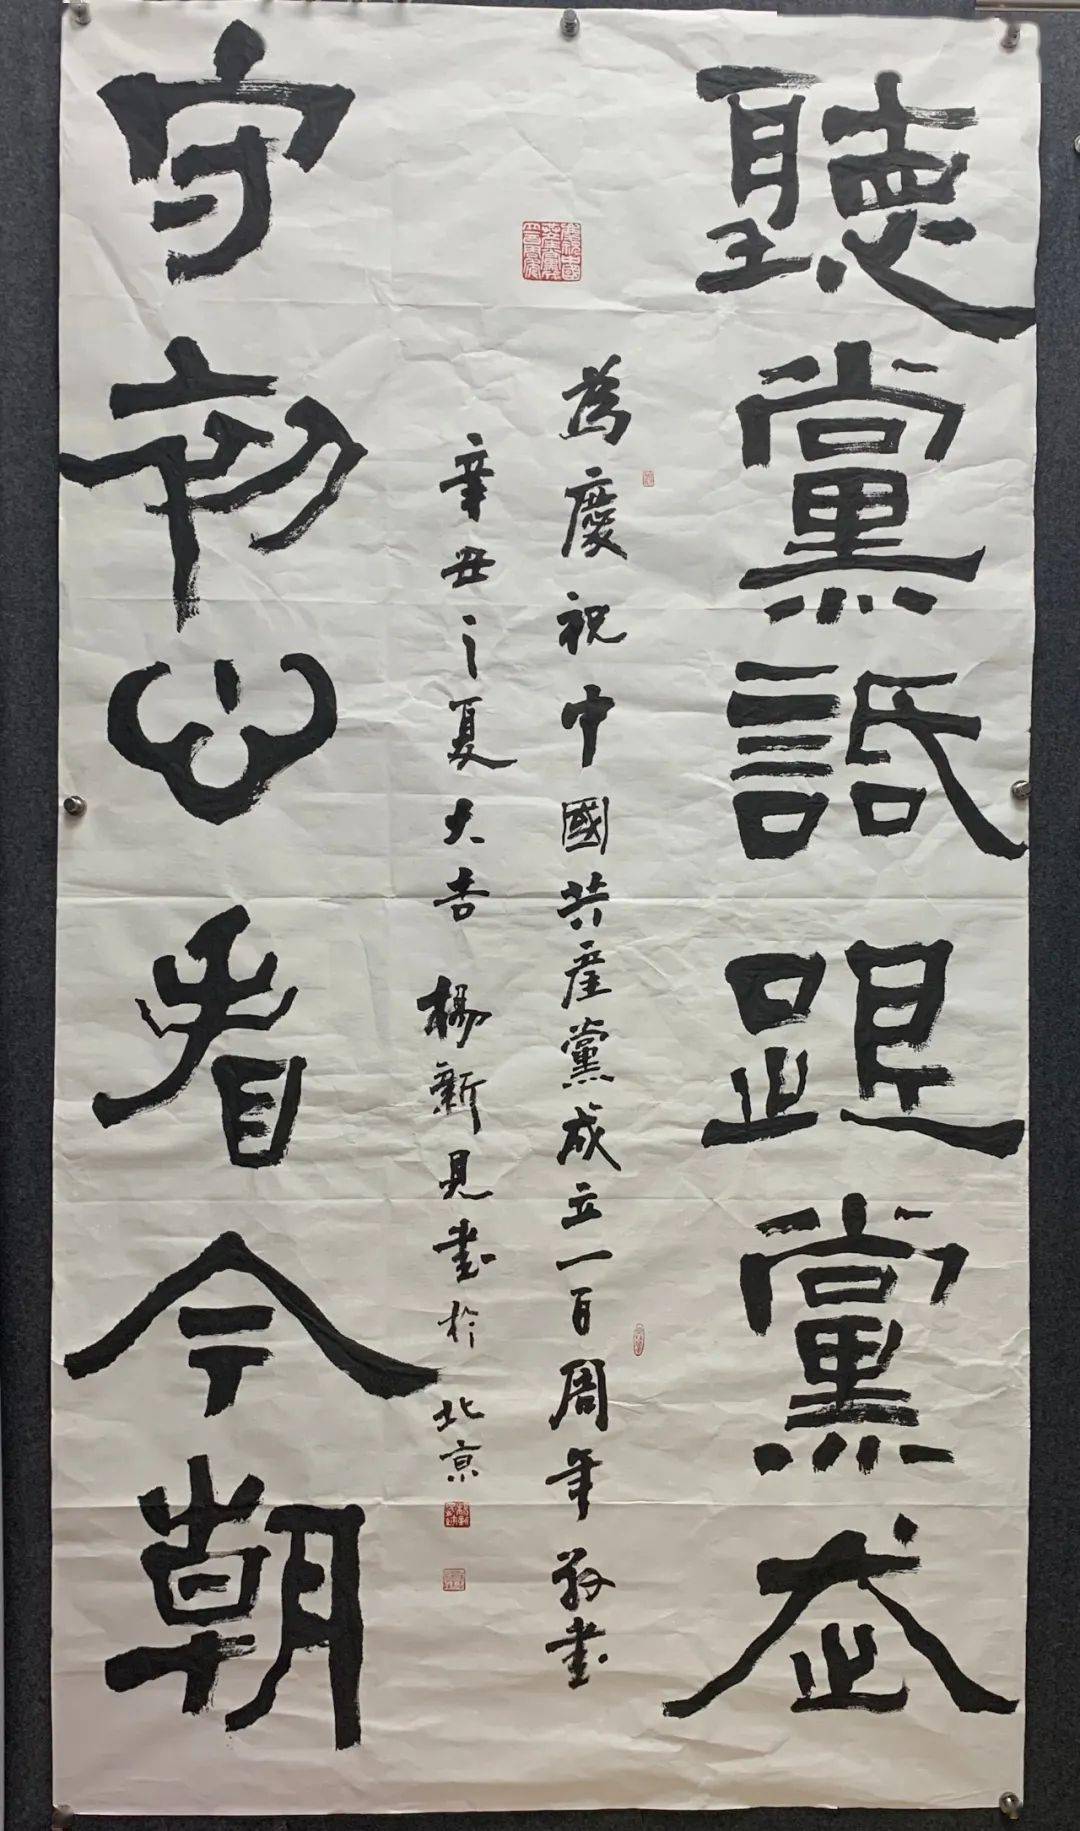 聽黨話跟黨走
為慶祝中國共產黨成立一百周年敬書
辛丑之夏大吉 楊新見書於北京
守初心看今朝